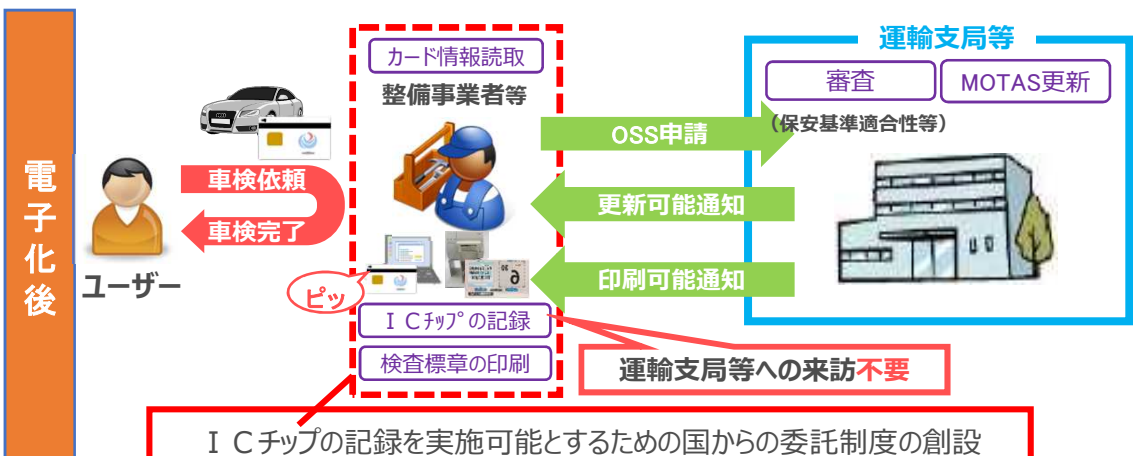 電子化後
ユーザー
車検依頼
車検完了
カード情報読取
整備事業者等
ピッ
ＩＣﾁｯﾌﾟの記録
検査標章の印刷
OSS申請
更新可能通知
印刷可能通知
運輸支局等
審査
MOTAS更新
（保安基準適合性等）
運輸支局等への来訪不要
ＩＣチップの記録を実施可能とするための国からの委託制度の創設